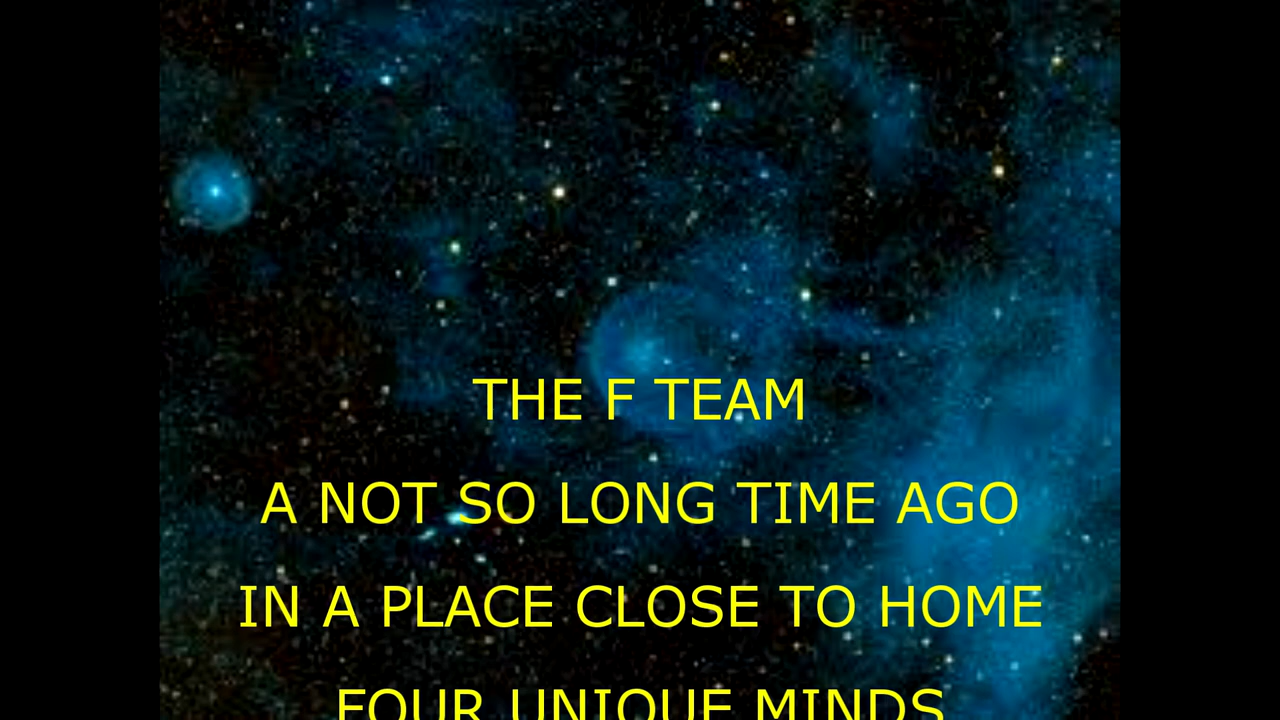 THE F TEAM
A NOT SO LONG TIME AGO
IN A PLACE CLOSE TO HOME
FOUR UNIQUE MINDS